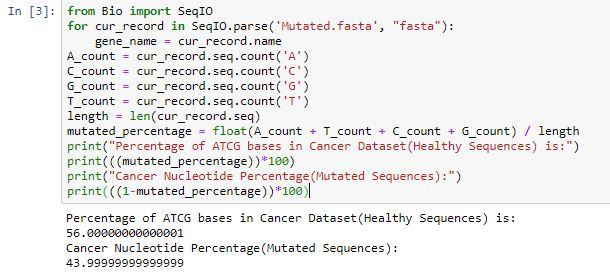 In [3]: from Bio import SeqIO
for cur_record in SeqIO.parse('Mutated.fasta', "fasta"):
    gene_name = cur_record.name
A_count = cur_record.seq.count('A')
C_count = cur_record.seq.count('C')
G_count = cur_record.seq.count('G')
T_count = cur_record.seq.count('T')
length = len(cur_record.seq)
mutated_percentage = float(A_count + T_count + C_count + G_count) / length
print("Percentage of ATCG bases in Cancer Dataset(Healthy Sequences) is:")
print(((mutated_percentage))*100)
print("Cancer Nucleotide Percentage(Mutated Sequences):")
print(((1-mutated_percentage))*100)
Percentage of ATCG bases in Cancer Dataset(Healthy Sequences) is:
56.00000000000001
Cancer Nucleotide Percentage(Mutated Sequences):
43.99999999999999